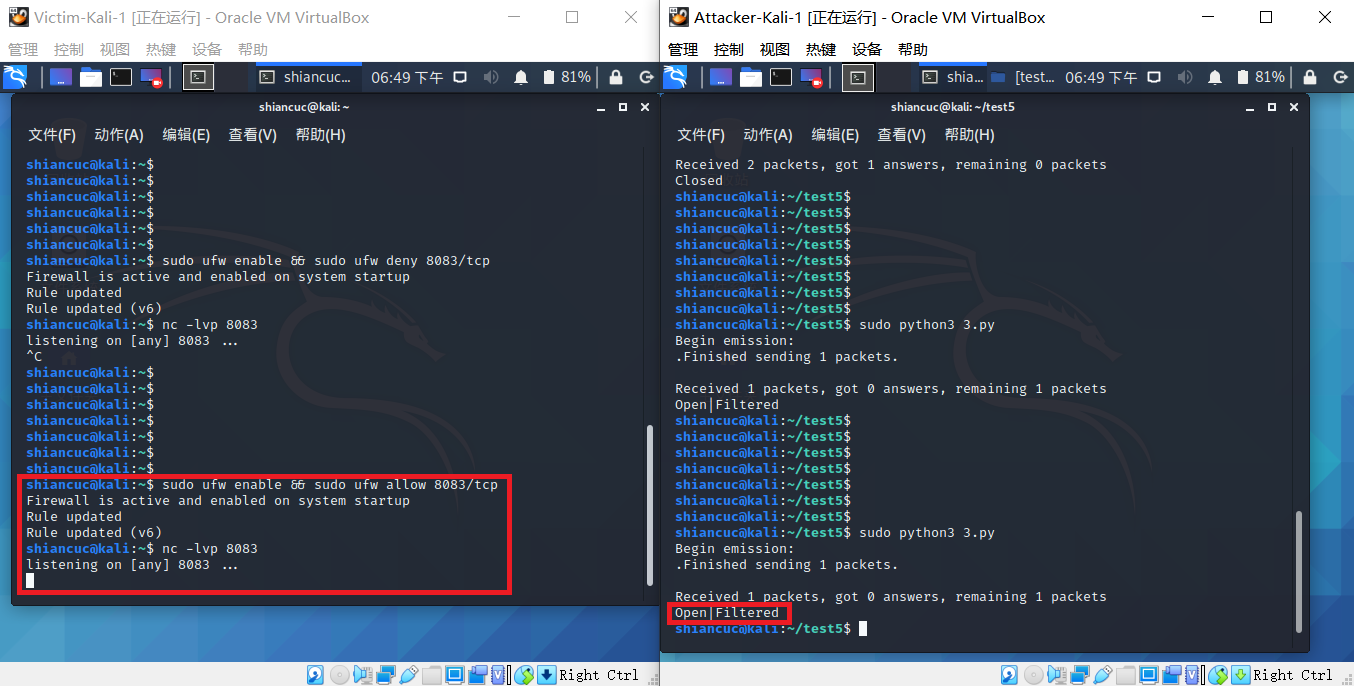 Victim-Kali-1 [正在运行] - Oracle VM VirtualBox
管理 控制 视图 热键 设备 帮助
shiancuc... 06:49 下午 81%
shiancuc@kali: ~
文件(F) 动作(A) 编辑(E) 查看(V) 帮助(H)
shiancuc@kali:~$
shiancuc@kali:~$
shiancuc@kali:~$
shiancuc@kali:~$
shiancuc@kali:~$
shiancuc@kali:~$
shiancuc@kali:~$ sudo ufw enable && sudo ufw deny 8083/tcp
Firewall is active and enabled on system startup
Rule updated
Rule updated (v6)
shiancuc@kali:~$ nc -lvp 8083
listening on [any] 8083 ...
^C
shiancuc@kali:~$
shiancuc@kali:~$
shiancuc@kali:~$
shiancuc@kali:~$
shiancuc@kali:~$
shiancuc@kali:~$
shiancuc@kali:~$
shiancuc@kali:~$ sudo ufw enable && sudo ufw allow 8083/tcp
Firewall is active and enabled on system startup
Rule updated
Rule updated (v6)
shiancuc@kali:~$ nc -lvp 8083
listening on [any] 8083 ...
Right Ctrl
Attacker-Kali-1 [正在运行] - Oracle VM VirtualBox
管理 控制 视图 热键 设备 帮助
shia... [test... 06:49 下午 81%
shiancuc@kali: ~/test5
文件(F) 动作(A) 编辑(E) 查看(V) 帮助(H)
Received 2 packets, got 1 answers, remaining 0 packets
Closed
shiancuc@kali:~/test5$
shiancuc@kali:~/test5$
shiancuc@kali:~/test5$
shiancuc@kali:~/test5$
shiancuc@kali:~/test5$
shiancuc@kali:~/test5$
shiancuc@kali:~/test5$
shiancuc@kali:~/test5$
shiancuc@kali:~/test5$ sudo python3 3.py
Begin emission:
.Finished sending 1 packets.
Received 1 packets, got 0 answers, remaining 1 packets
Open|Filtered
shiancuc@kali:~/test5$
shiancuc@kali:~/test5$
shiancuc@kali:~/test5$
shiancuc@kali:~/test5$
shiancuc@kali:~/test5$
shiancuc@kali:~/test5$
shiancuc@kali:~/test5$
shiancuc@kali:~/test5$ sudo python3 3.py
Begin emission:
.Finished sending 1 packets.
Received 1 packets, got 0 answers, remaining 1 packets
Open|Filtered
shiancuc@kali:~/test5$
Right Ctrl